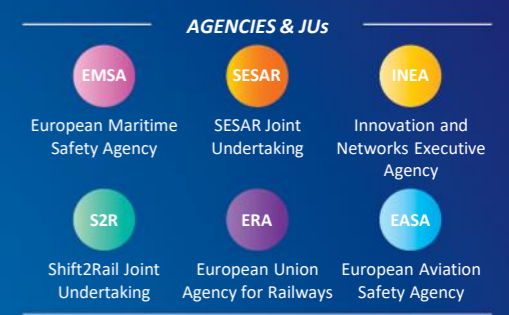 AGENCIES & JUs
EMSA
SESAR
INEA
European Maritime
Safety Agency
SESAR Joint
Undertaking
Innovation and
Networks Executive
Agency
S2R
ERA
EASA
Shift2Rail Joint
Undertaking
European Union
Agency for Railways
European Aviation
Safety Agency